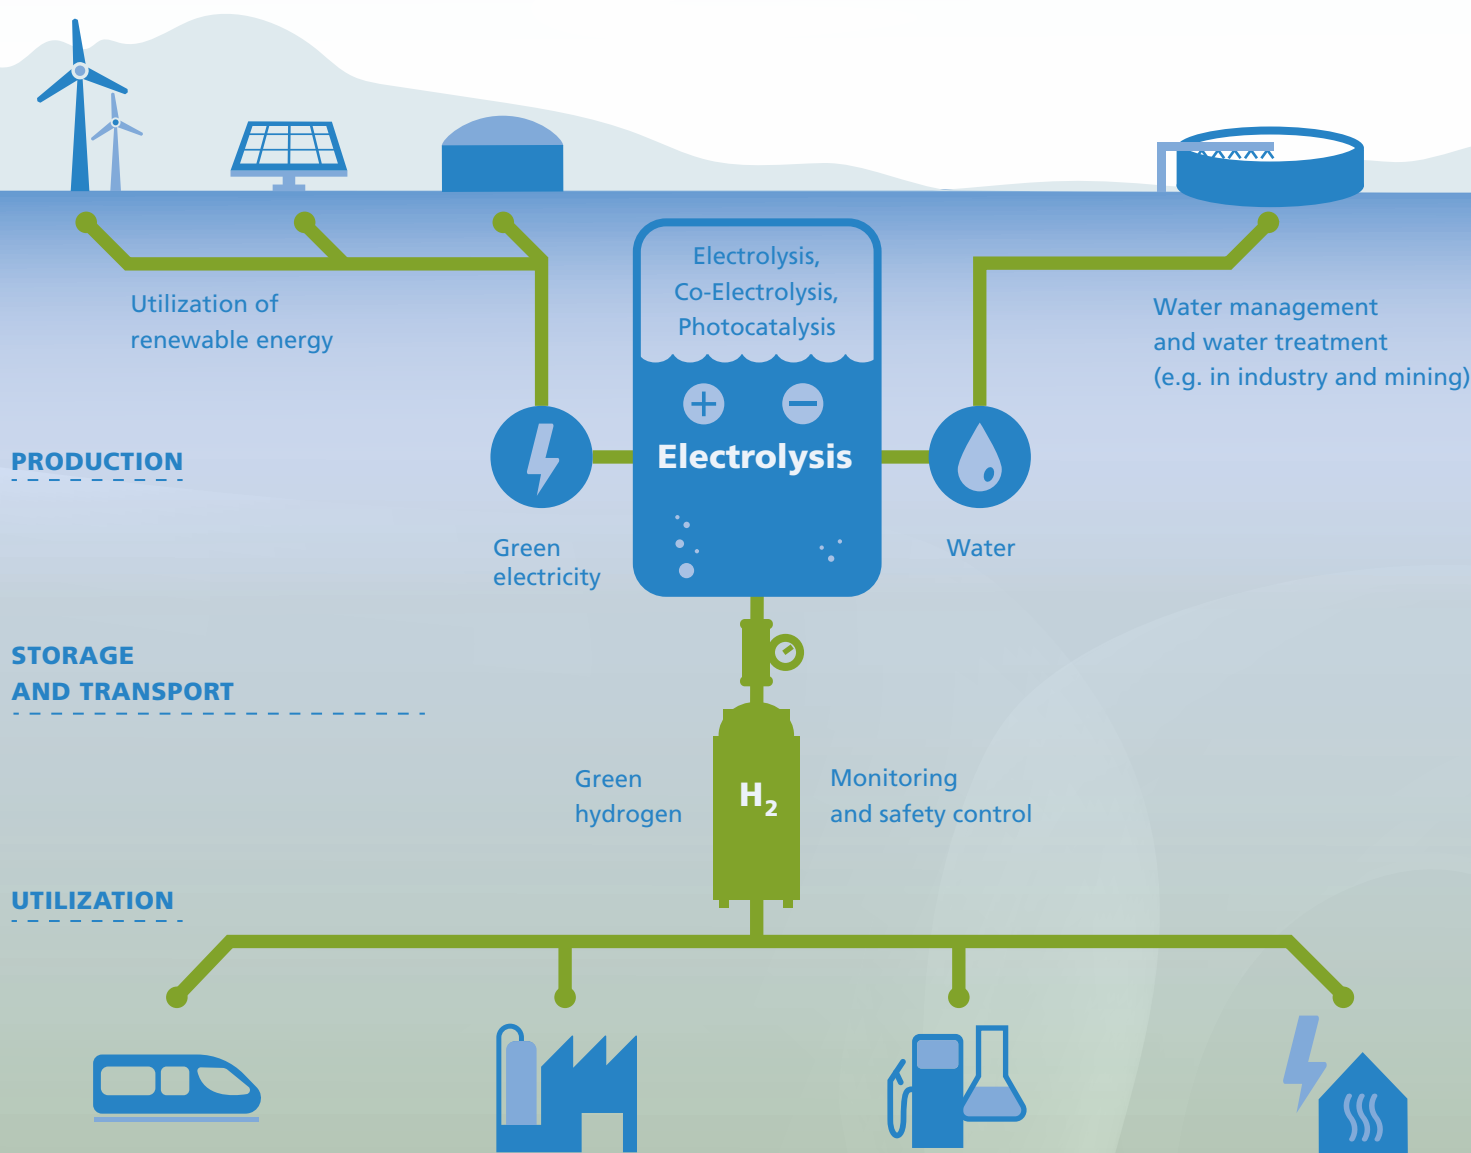 Electrolysis,
Co-Electrolysis,
Photocatalysis
Utilization of
renewable energy
Water management
and water treatment
(e.g. in industry and mining)
PRODUCTION
Electrolysis
Green
electricity
Water
STORAGE
AND TRANSPORT
Green
hydrogen
H2
Monitoring
and safety control
UTILIZATION